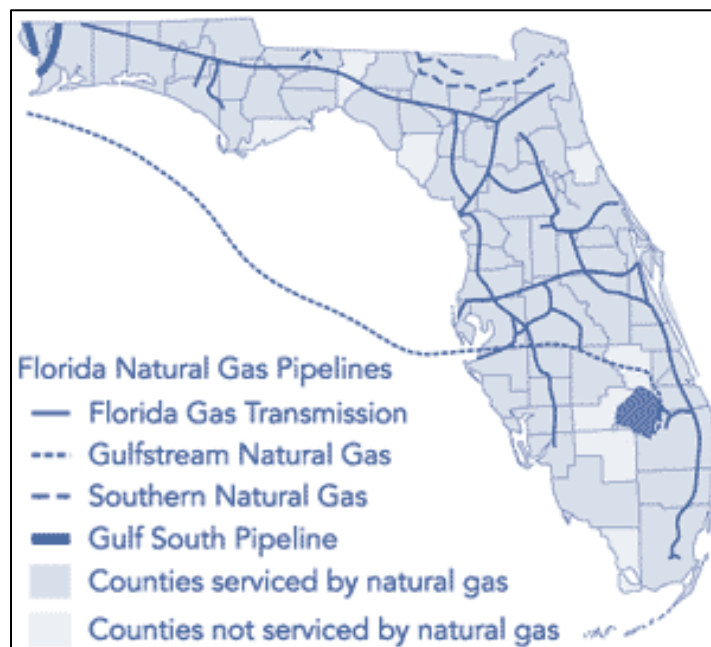 Florida Natural Gas Pipelines
Florida Gas Transmission
Gulfstream Natural Gas
Southern Natural Gas
Gulf South Pipeline
Counties serviced by natural gas
Counties not serviced by natural gas